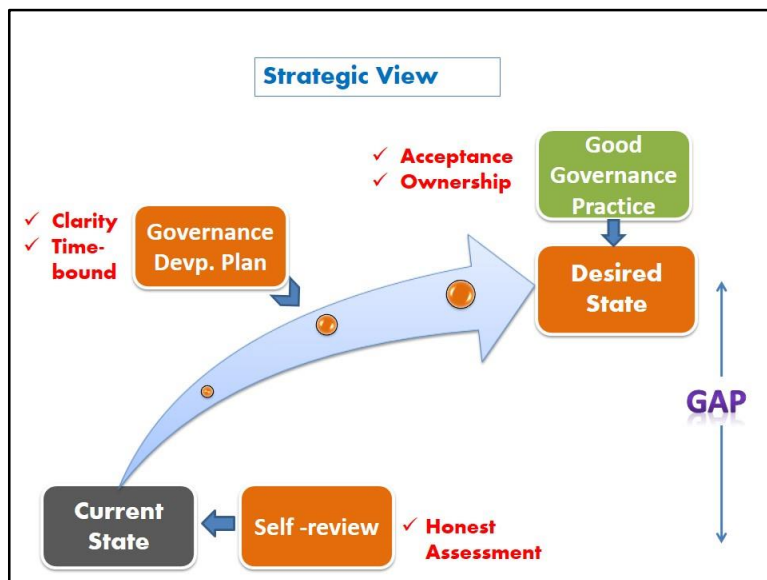 Strategic View
✓ Acceptance
✓ Ownership
Good
Governance
Practice
✓ Clarity
✓ Time-
bound
Governance
Devp. Plan
Desired
State
GAP
Current
State
Self -review
✓ Honest
Assessment